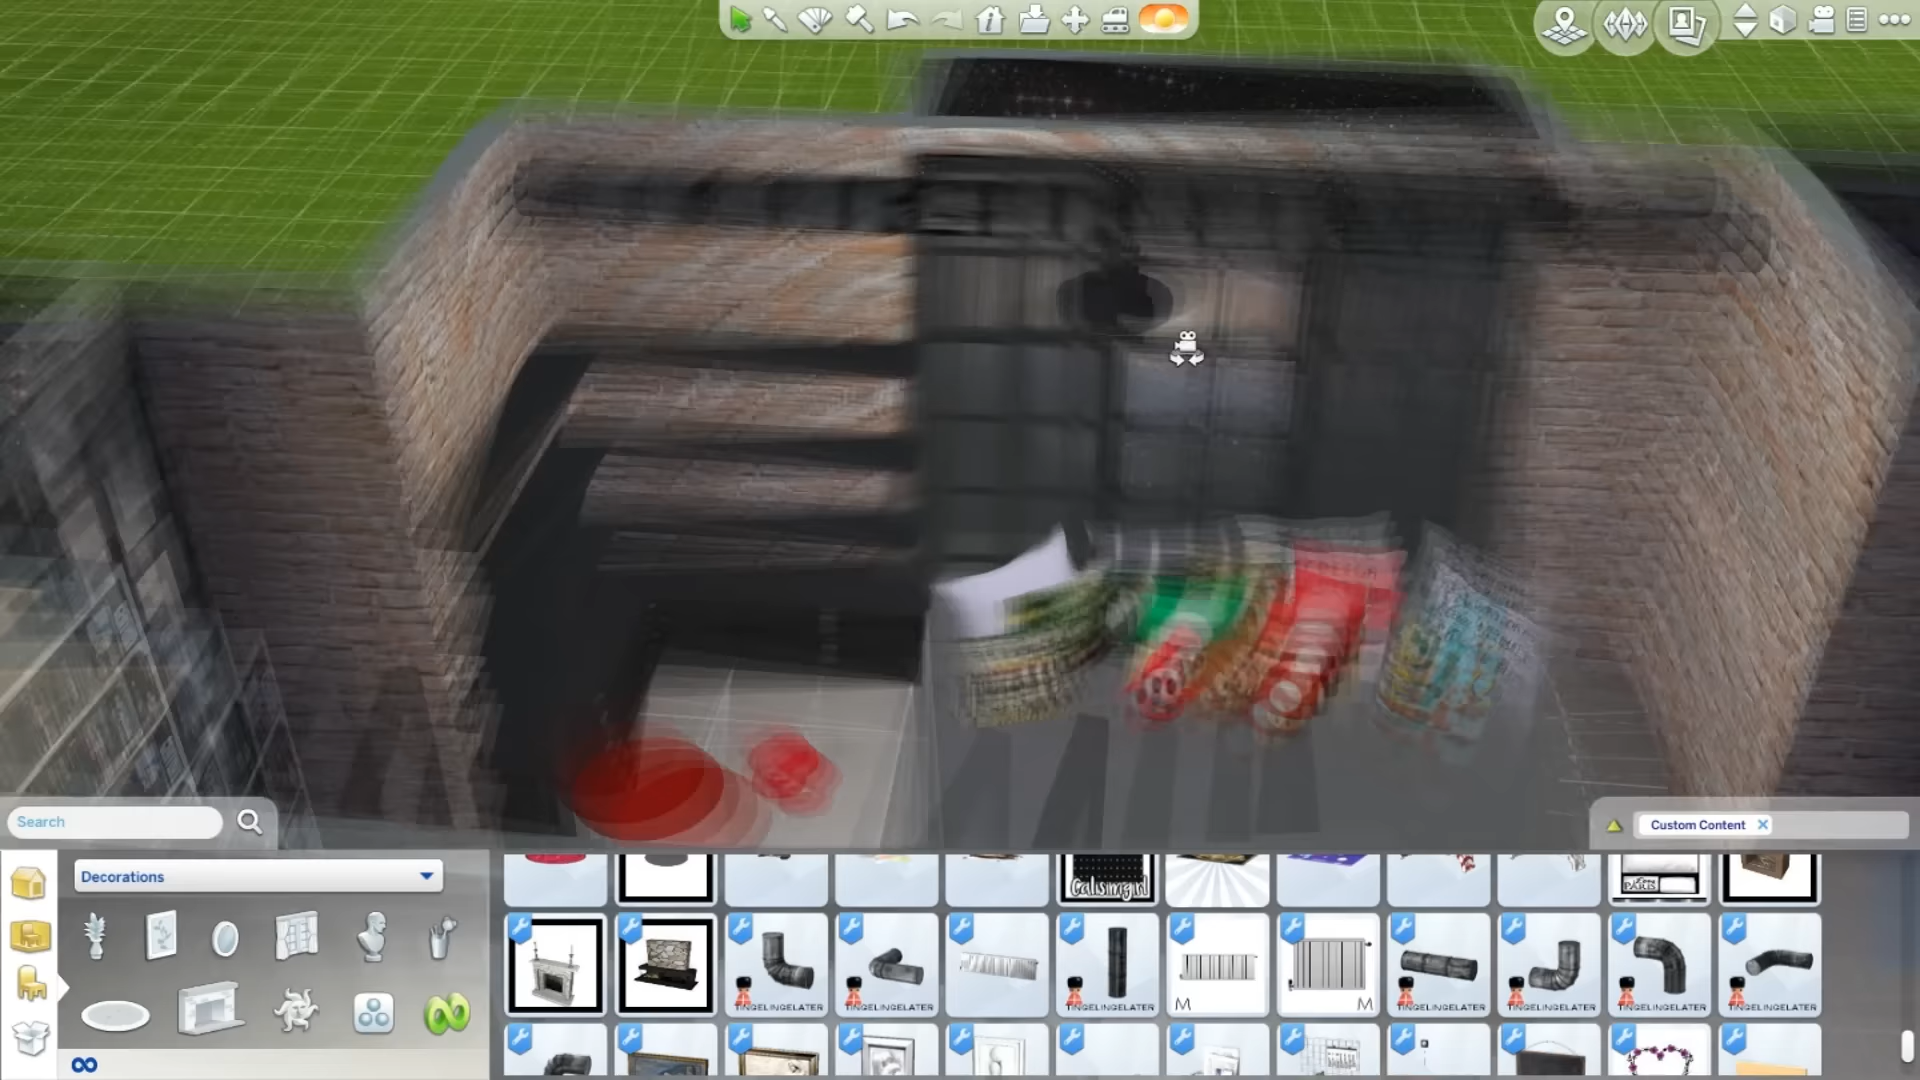 Search
Custom Content
Decorations
Calsimgirl
PARIS
TINGELINGELATER
TINGELINGELATER
TINGELINGELATER
M
M
TINGELINGELATER
TINGELINGELATER
TINGELINGELATER
TINGELINGELATER